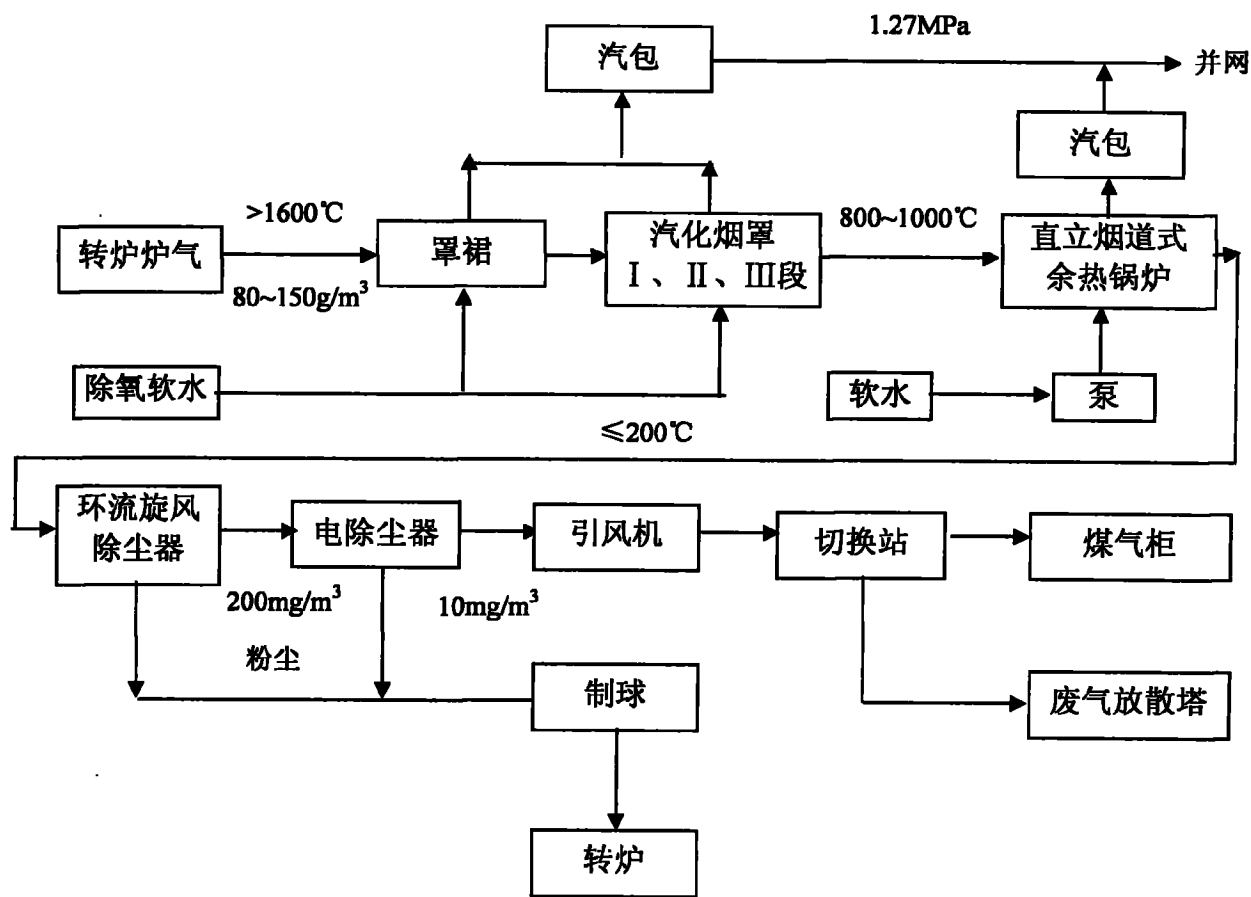 1.27MPa
汽包
并网
汽包
>1600℃
800~1000℃
转炉炉气
罩裙
汽化烟罩
Ⅰ、Ⅱ、Ⅲ段
直立烟道式
余热锅炉
80~150g/m³
除氧软水
软水
泵
≤200℃
环流旋风
除尘器
电除尘器
引风机
切换站
煤气柜
200mg/m³
10mg/m³
粉尘
制球
废气放散塔
转炉